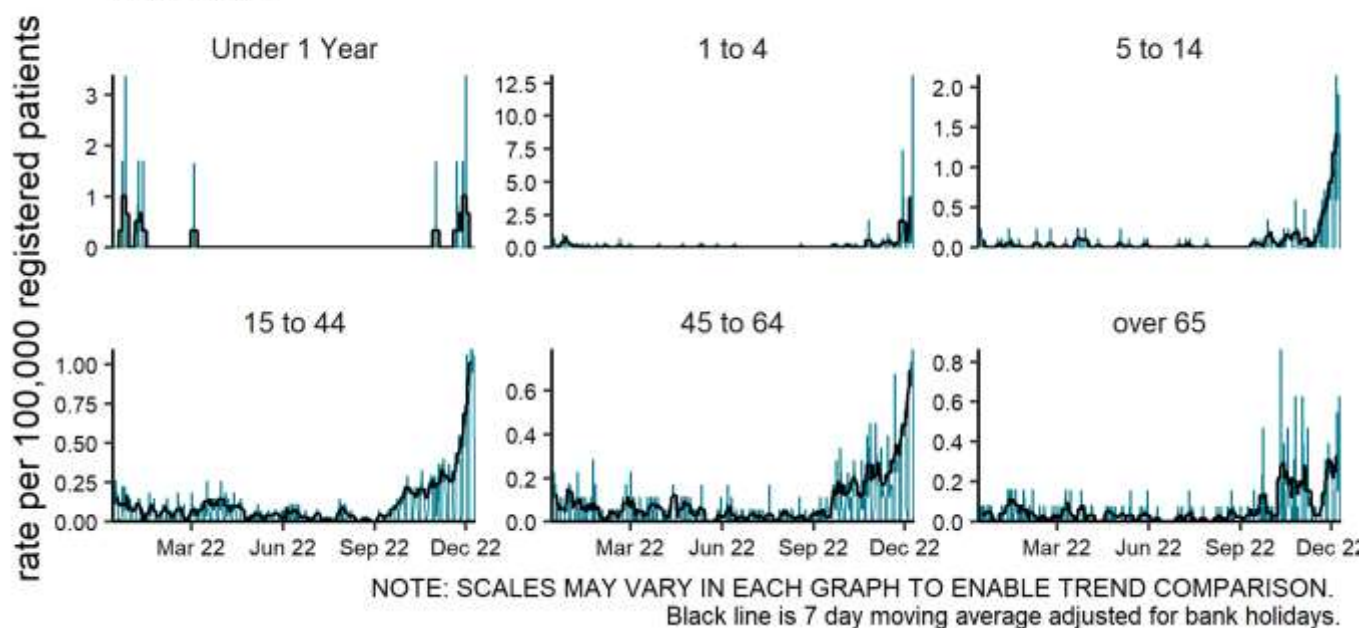 rate per 100,000 registered patients
Under 1 Year
1 to 4
5 to 14
3
2
1
0
12.5
10.0
7.5
5.0
2.5
0.0
2.0
1.5
1.0
0.5
0.0
15 to 44
45 to 64
over 65
1.00
0.75
0.50
0.25
0.00
0.6
0.4
0.2
0.0
0.8
0.6
0.4
0.2
0.0
Mar 22 Jun 22 Sep 22 Dec 22
Mar 22 Jun 22 Sep 22 Dec 22
Mar 22 Jun 22 Sep 22 Dec 22
NOTE: SCALES MAY VARY IN EACH GRAPH TO ENABLE TREND COMPARISON.
Black line is 7 day moving average adjusted for bank holidays.